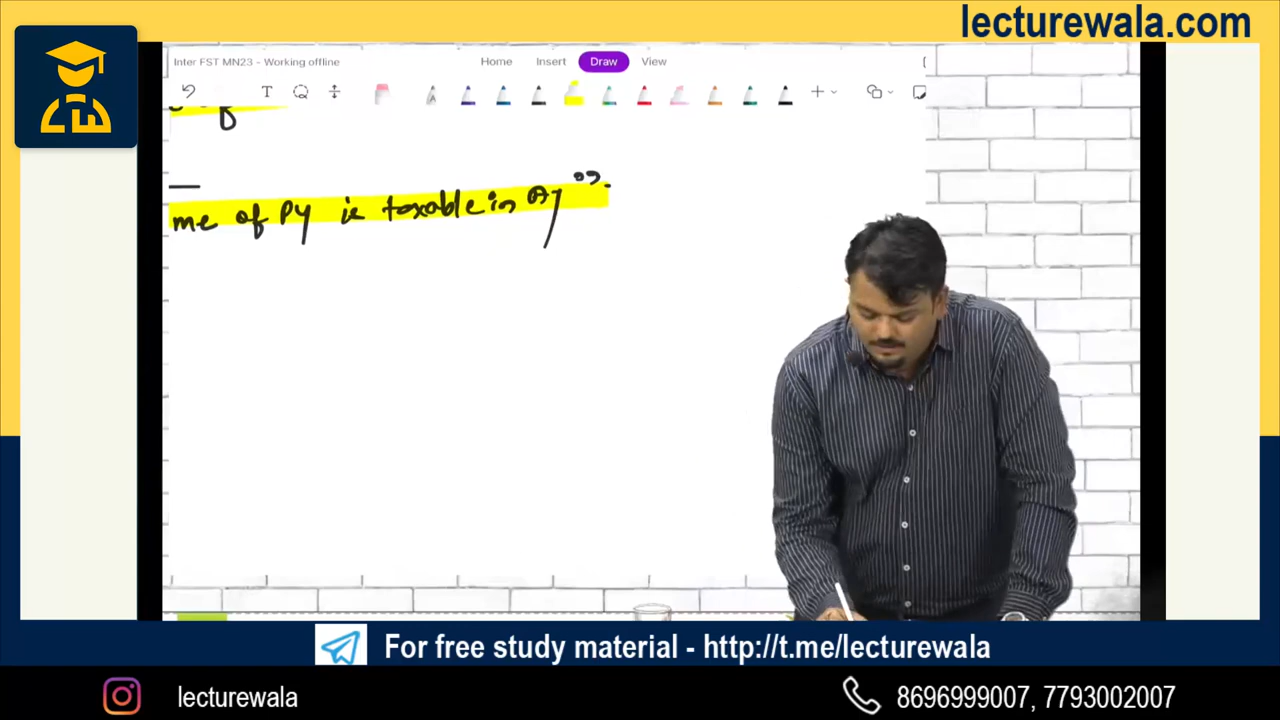 lecturewala.com
Inter FST MN23 - Working offline
Home Insert Draw View
me of PY is taxable in AY
For free study material - http://t.me/lecturewala
lecturewala
8696999007, 7793002007